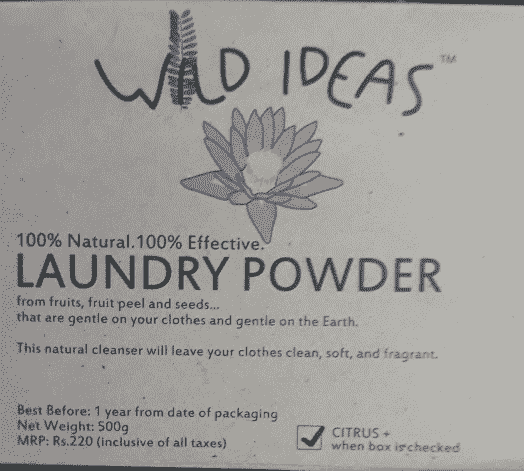 WILD IDEAS™
100% Natural.100% Effective.
LAUNDRY POWDER
from fruits, fruit peel and seeds...
that are gentle on your clothes and gentle on the Earth.
This natural cleanser will leave your clothes clean, soft, and fragrant.
Best Before: 1 year from date of packaging
Net Weight: 500g
MRP: Rs.220 (inclusive of all taxes)
CITRUS +
when box is checked